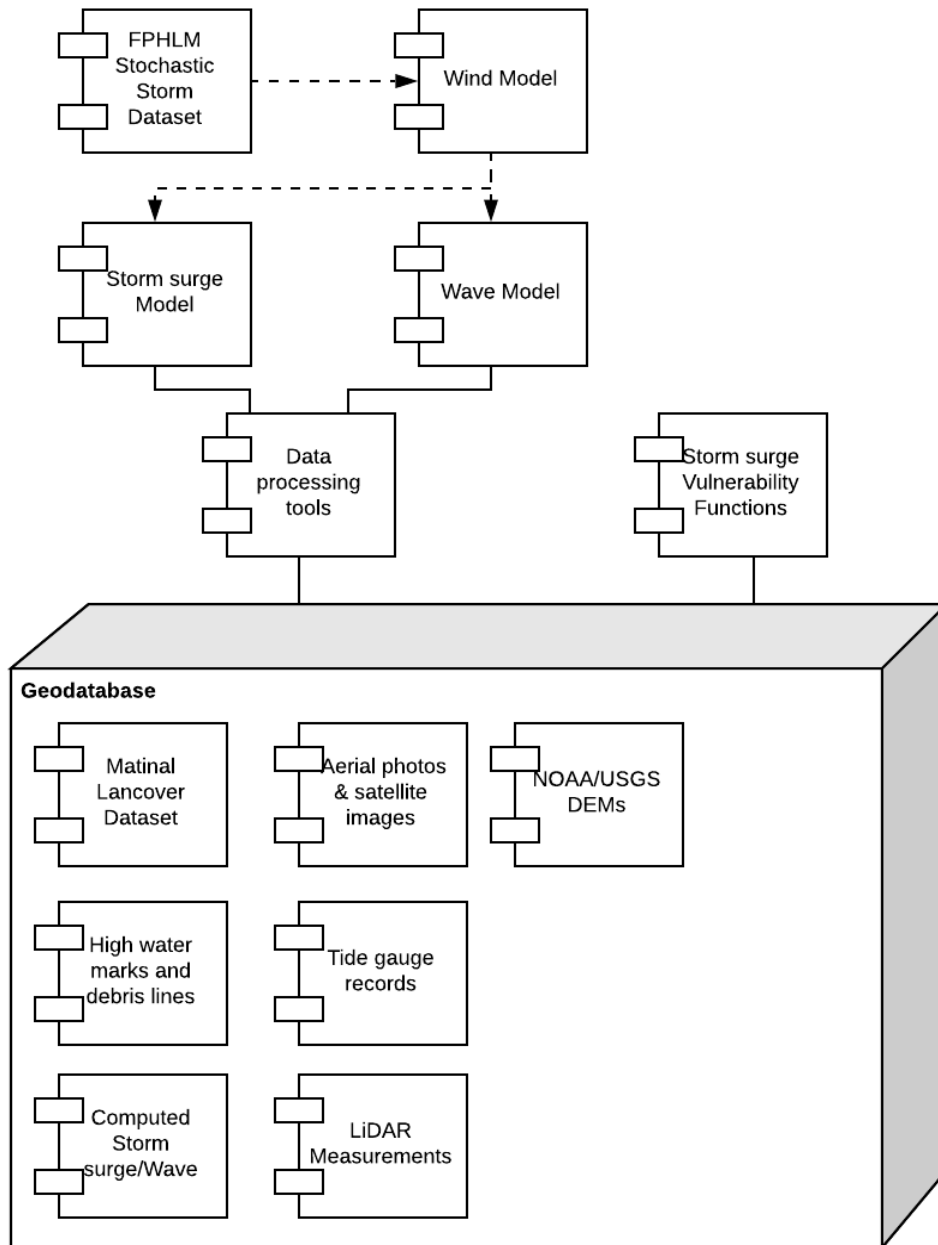 FPHLM
Stochastic
Storm
Dataset
Wind Model
Storm surge
Model
Wave Model
Data
processing
tools
Storm surge
Vulnerability
Functions
Geodatabase
Matinal
Lancover
Dataset
Aerial photos
& satellite
images
NOAA/USGS
DEMs
High water
marks and
debris lines
Tide gauge
records
Computed
Storm
surge/Wave
LiDAR
Measurements